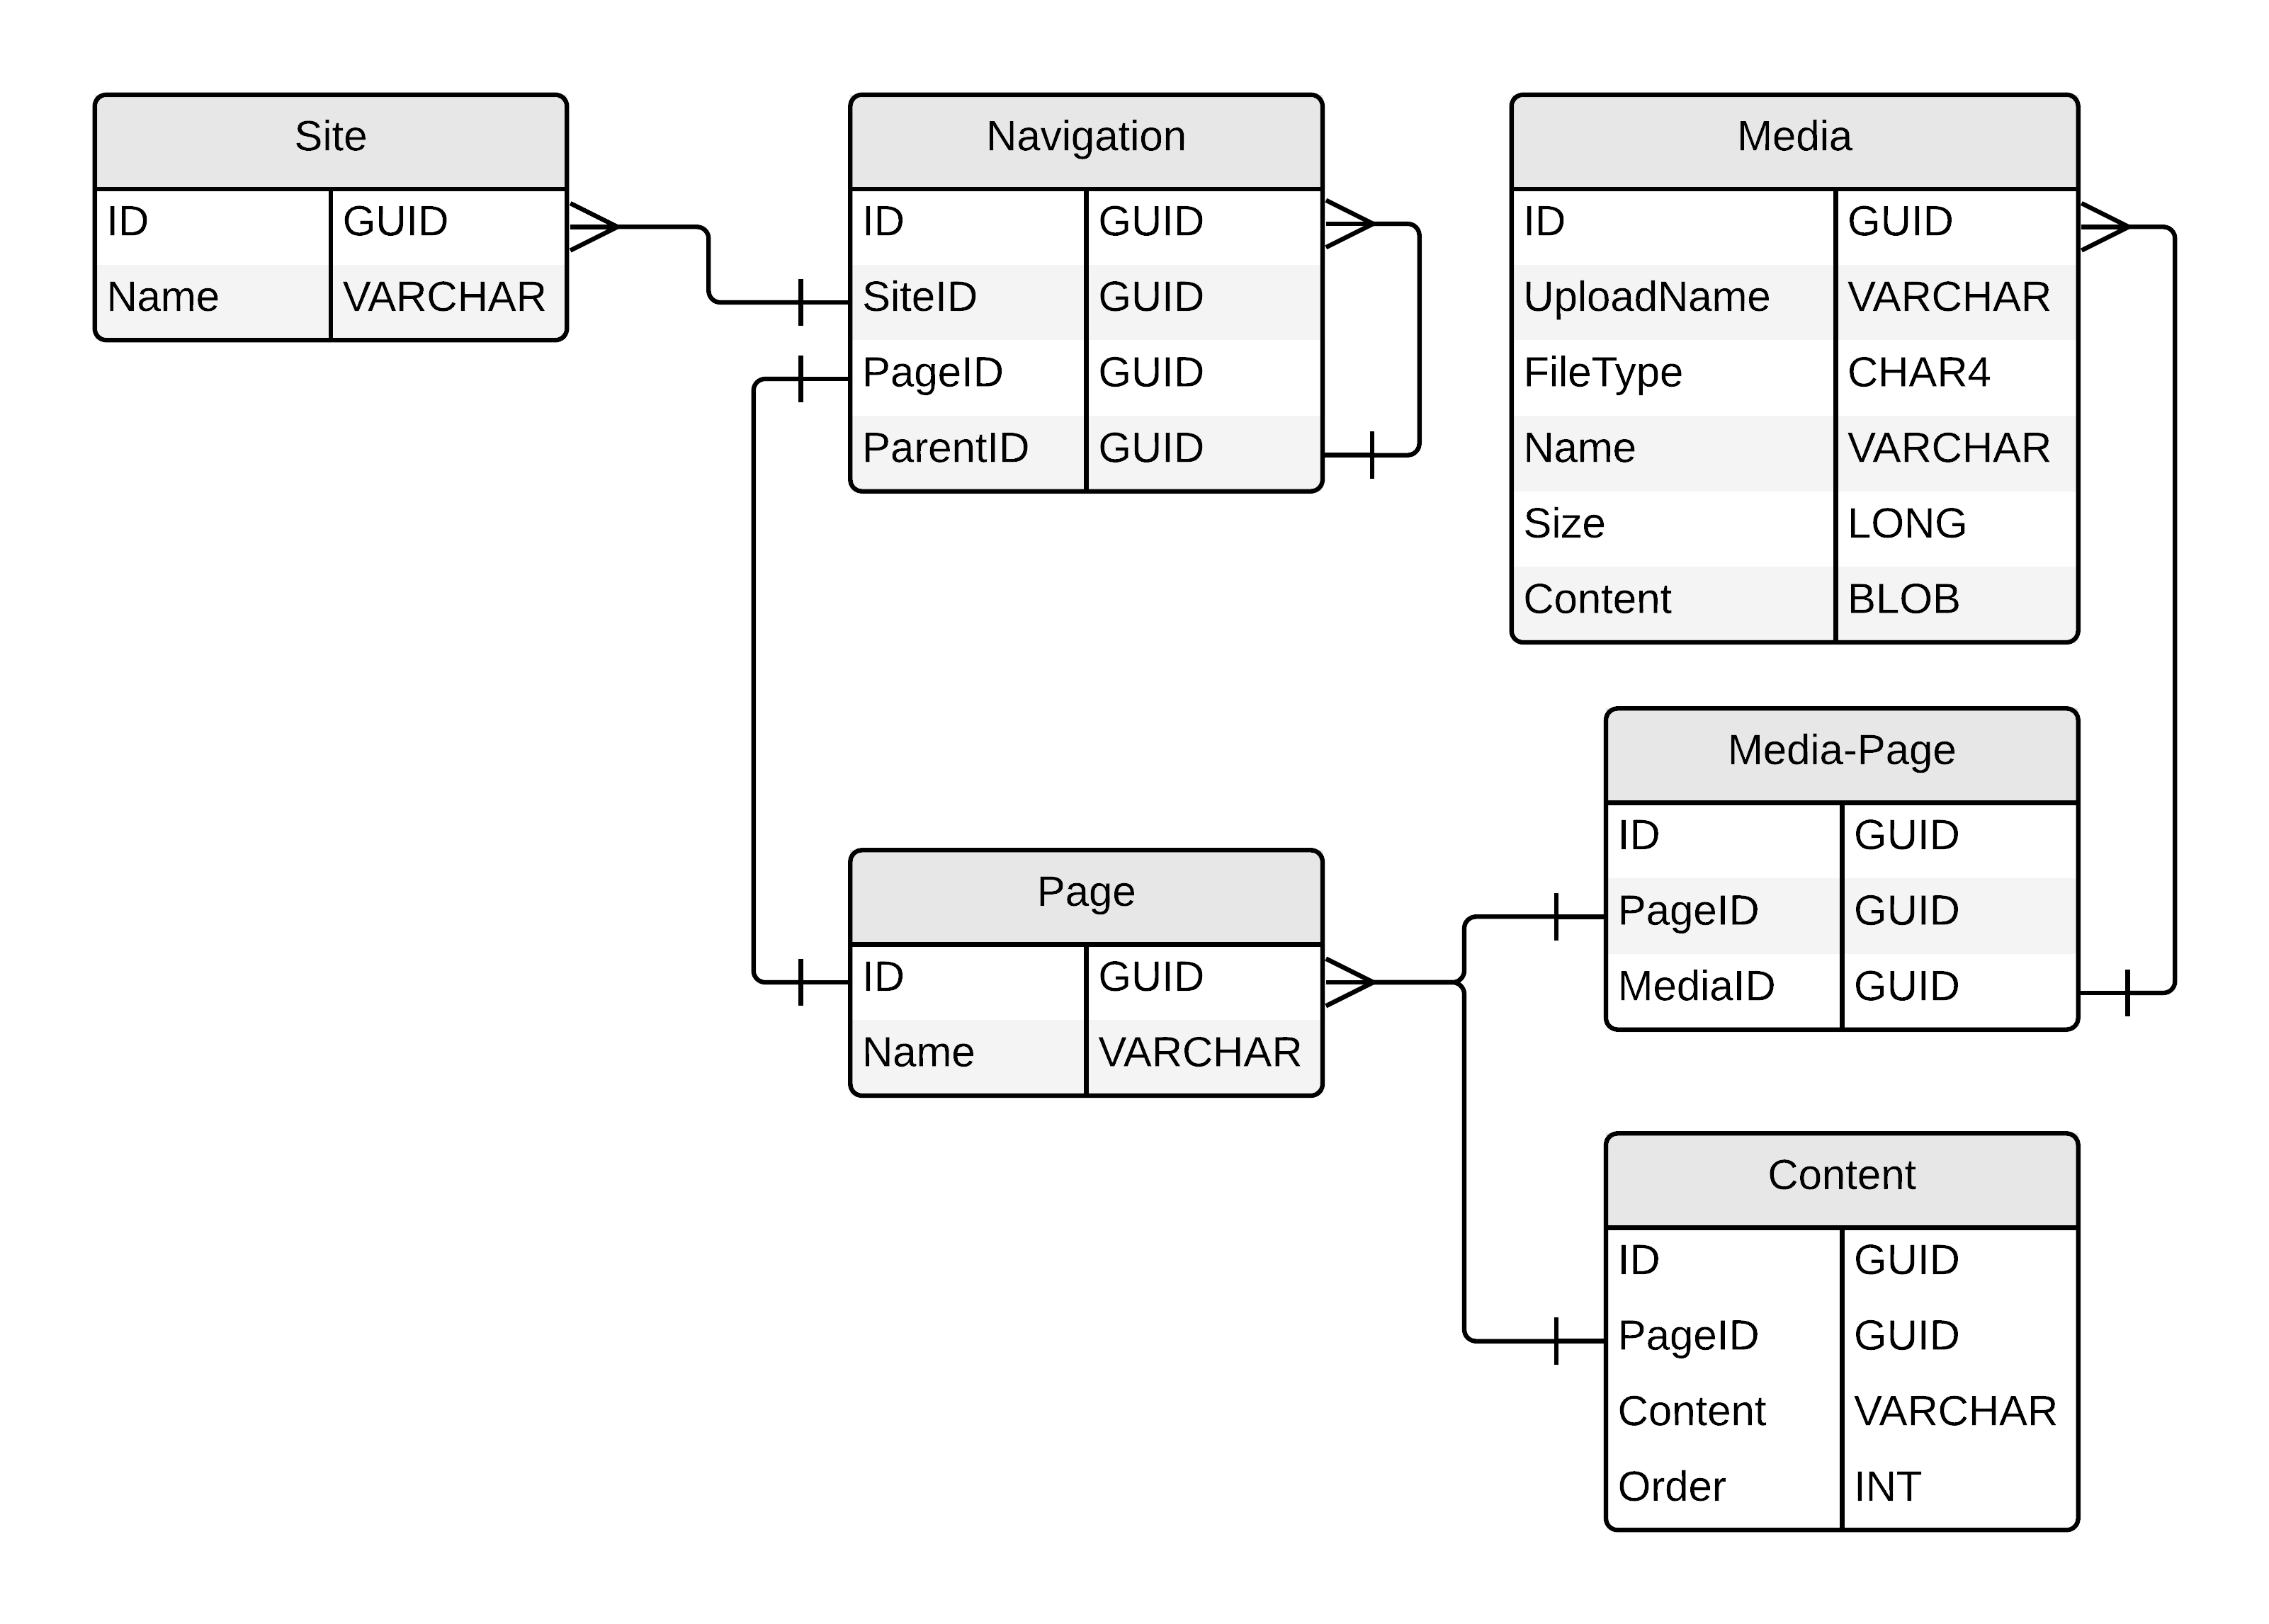 Site
ID GUID
Name VARCHAR
Navigation
ID GUID
SiteID GUID
PageID GUID
ParentID GUID
Media
ID GUID
UploadName VARCHAR
FileType CHAR4
Name VARCHAR
Size LONG
Content BLOB
Media-Page
ID GUID
PageID GUID
MediaID GUID
Page
ID GUID
Name VARCHAR
Content
ID GUID
PageID GUID
Content VARCHAR
Order INT